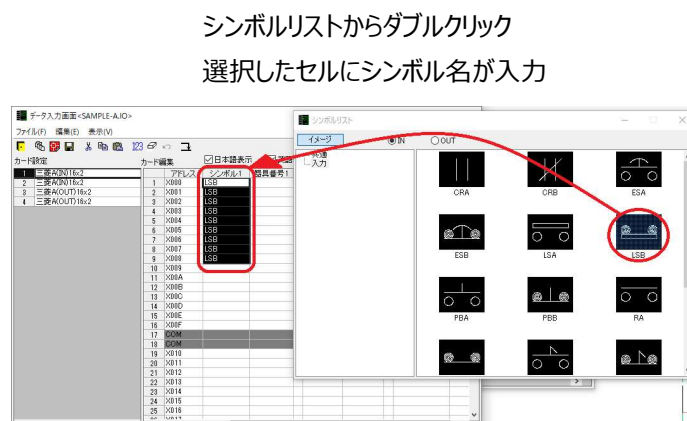 シンボルリストからダブルクリック
選択したセルにシンボル名が入力
データ入力画面<SAMPLE-A.IO>
ファイル(F) 編集(E) 表示(V)
123
カード設定
カード編集
日本語表示
1 三菱A(IN)16x2
2 三菱A(IN)16x2
3 三菱A(OUT)16x2
4 三菱A(OUT)16x2
アドレス シンボル1 器具番号1
1 X000 LSB
2 X001 LSB
3 X002 LSB
4 X003 LSB
5 X004 LSB
6 X005 LSB
7 X006 LSB
8 X007 LSB
9 X008 LSB
10 X009
11 X00A
12 X00B
13 X00C
14 X00D
15 X00E
16 X00F
17 COM
18 COM
19 X010
20 X011
21 X012
22 X013
23 X014
24 X015
25 X016
シンボルリスト
イメージ
IN OUT
共通
入力
CRA CRB ESA
ESB LSA LSB
PBA PBB RA